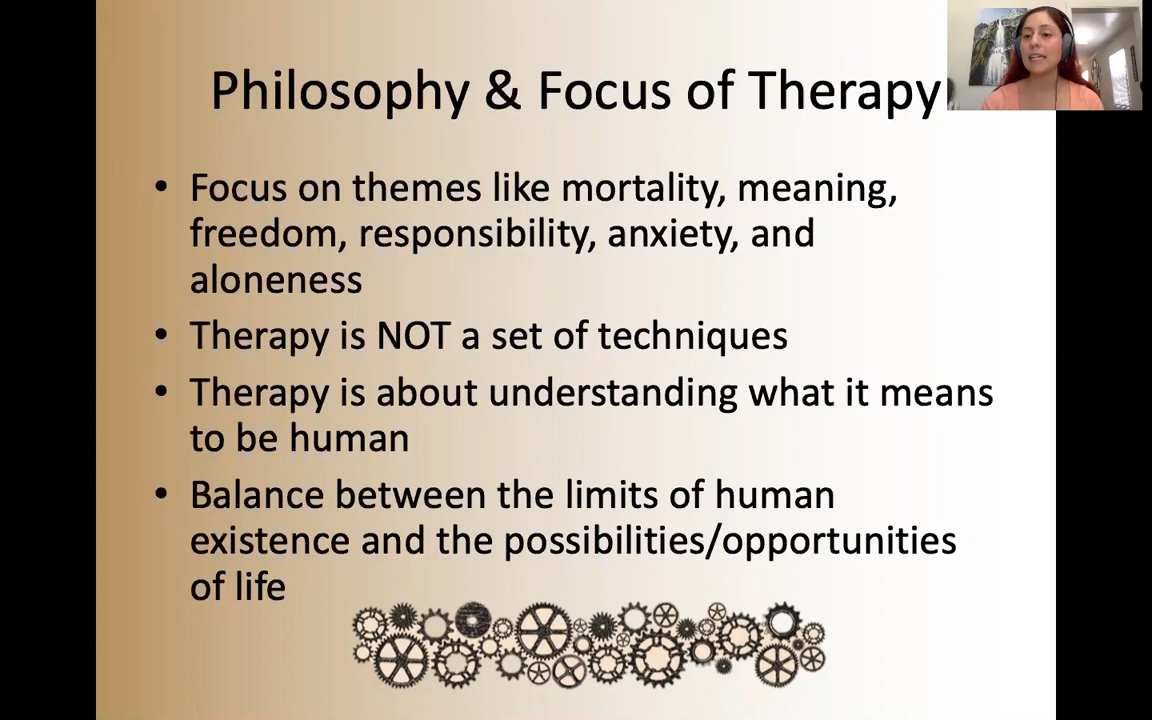 Philosophy & Focus of Therapy
• Focus on themes like mortality, meaning,
freedom, responsibility, anxiety, and
aloneness
• Therapy is NOT a set of techniques
• Therapy is about understanding what it means
to be human
• Balance between the limits of human
existence and the possibilities/opportunities
of life